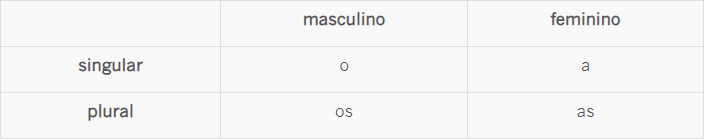 masculino feminino
singular o a
plural os as